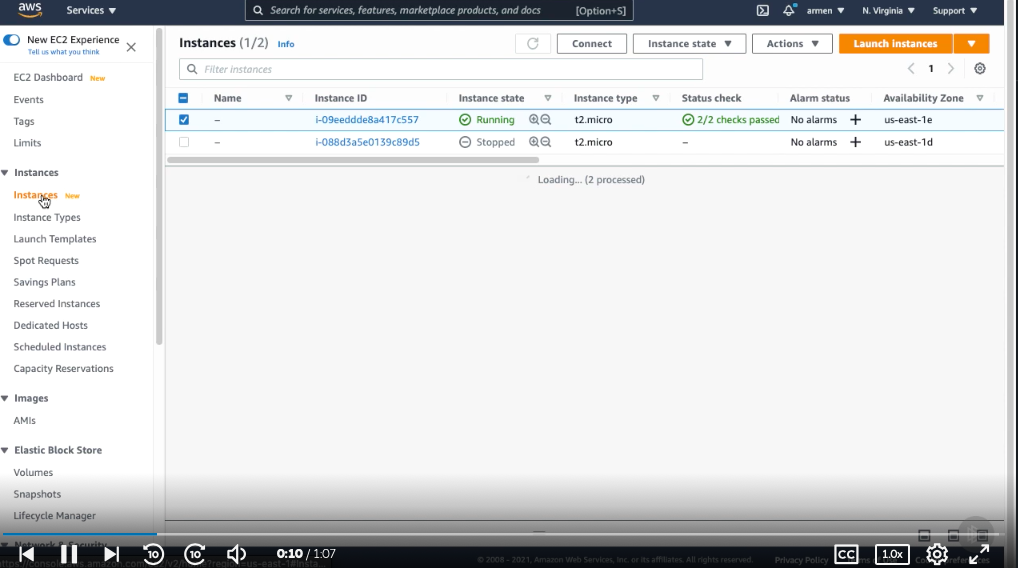 aws Services ▼ Search for services, features, marketplace products, and docs [Option+S] armen ▼ N. Virginia ▼ Support ▼
New EC2 Experience
Tell us what you think
EC2 Dashboard New
Events
Tags
Limits
Instances
Instances New
Instance Types
Launch Templates
Spot Requests
Savings Plans
Reserved Instances
Dedicated Hosts
Scheduled Instances
Capacity Reservations
Images
AMIs
Elastic Block Store
Volumes
Snapshots
Lifecycle Manager
Network & Security
Instances (1/2) Info Connect Instance state ▼ Actions ▼ Launch instances ▼
Filter instances 1
Name Instance ID Instance state Instance type Status check Alarm status Availability Zone
– i-09eeddde8a417c557 Running t2.micro 2/2 checks passed No alarms + us-east-1e
– i-088d3a5e0139c89d5 Stopped t2.micro – No alarms + us-east-1d
Loading... (2 processed)
10 10 0:10 / 1:07 CC 1.0x
© 2008 - 2021, Amazon Web Services, Inc. or its affiliates. All rights reserved. Privacy Policy